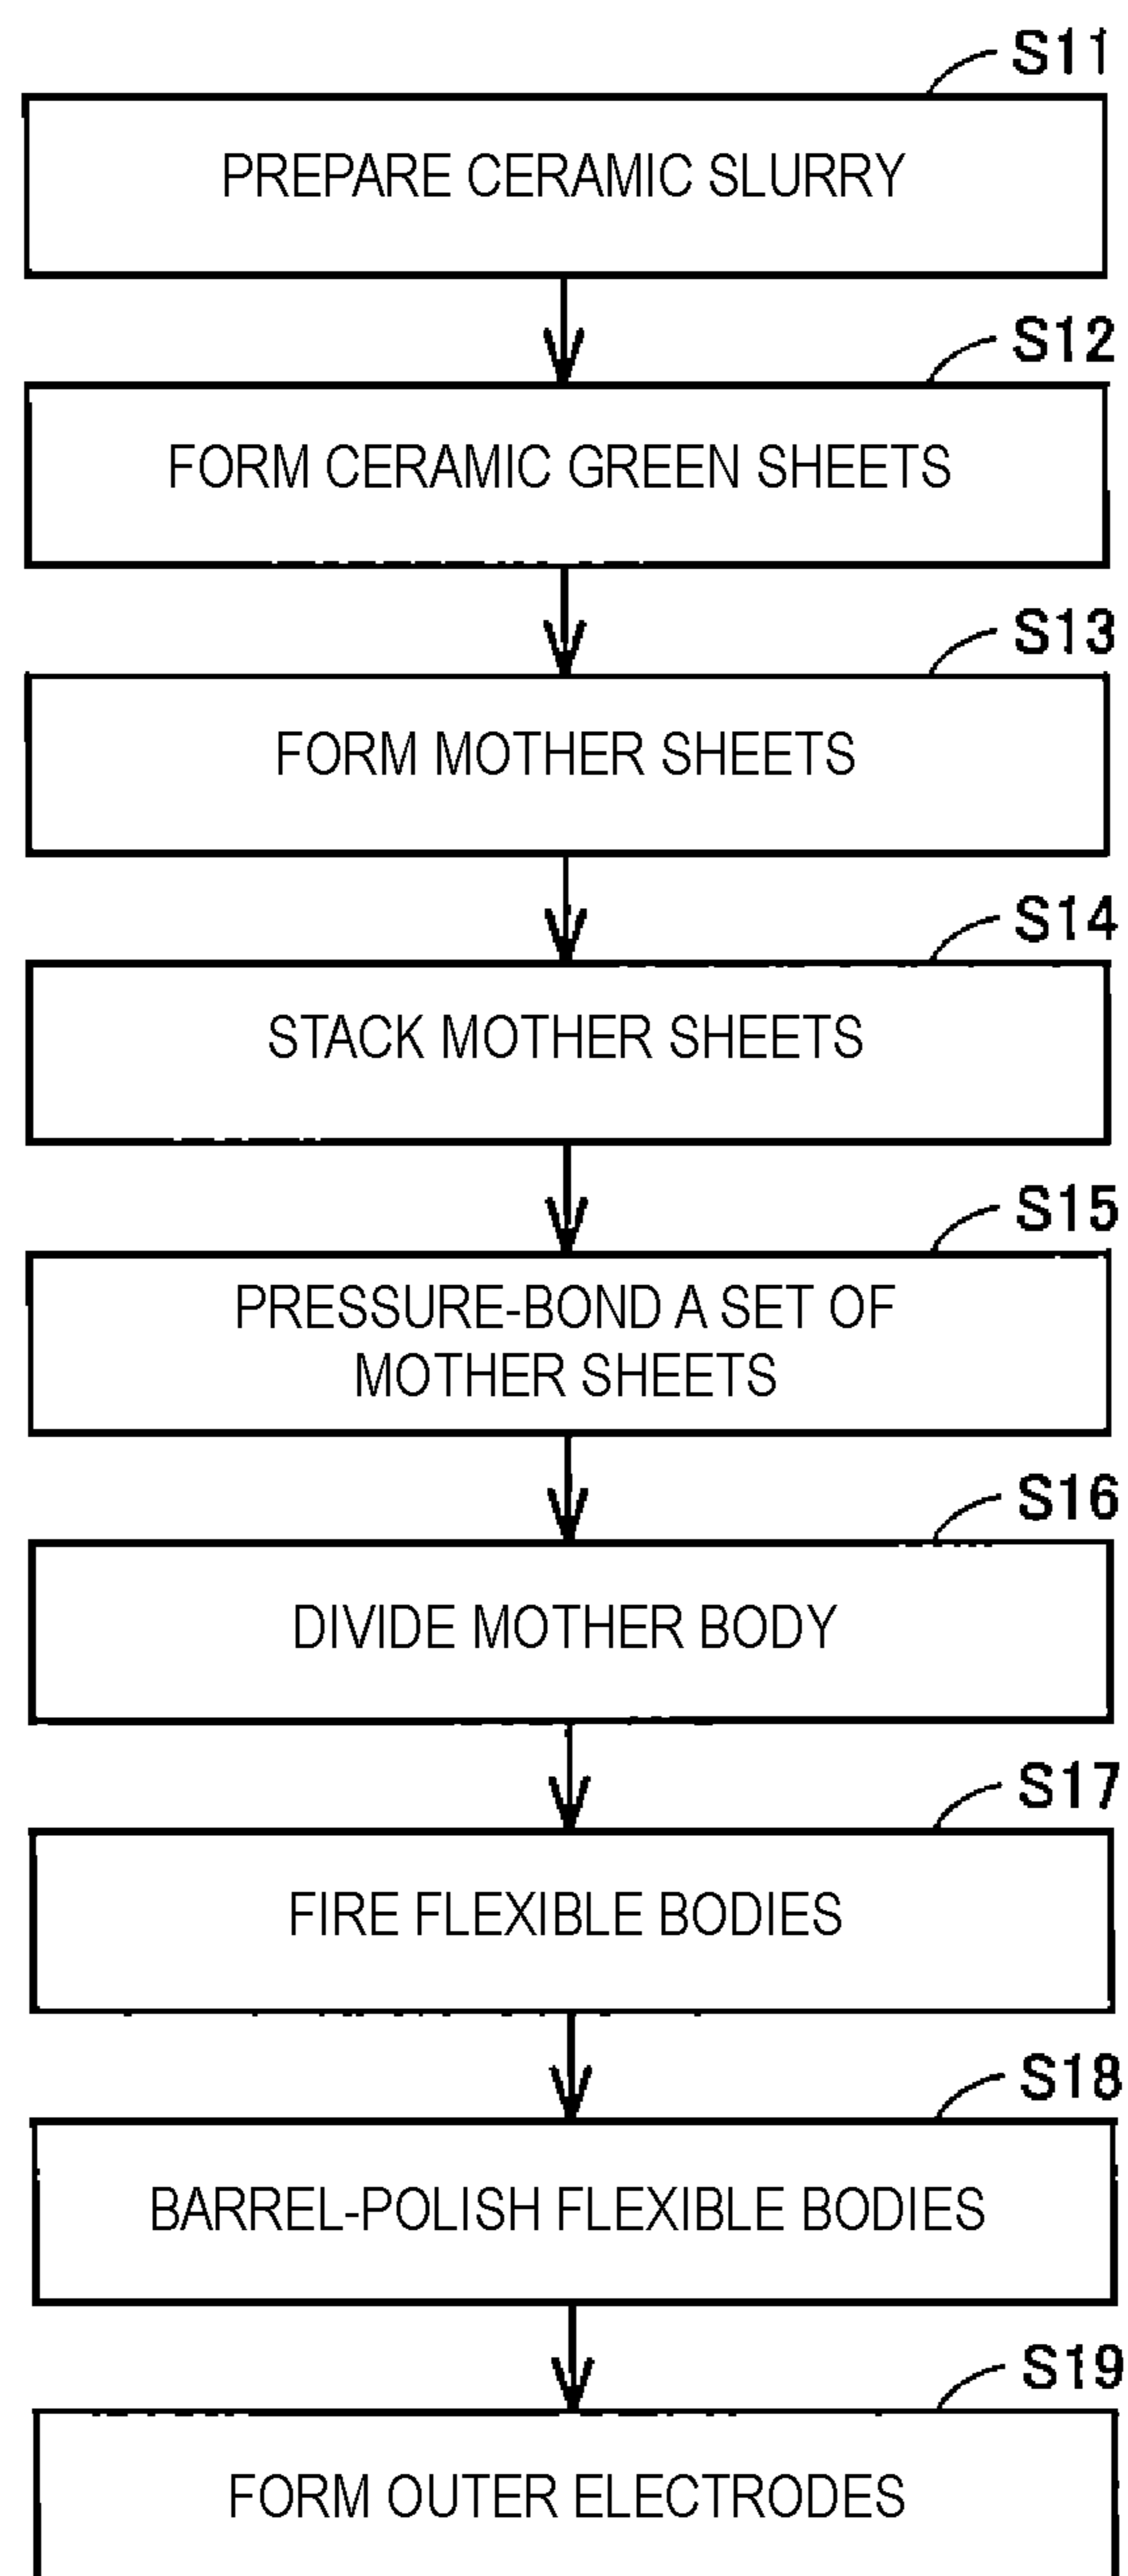 S11
PREPARE CERAMIC SLURRY
S12
FORM CERAMIC GREEN SHEETS
S13
FORM MOTHER SHEETS
S14
STACK MOTHER SHEETS
S15
PRESSURE-BOND A SET OF
MOTHER SHEETS
S16
DIVIDE MOTHER BODY
S17
FIRE FLEXIBLE BODIES
S18
BARREL-POLISH FLEXIBLE BODIES
S19
FORM OUTER ELECTRODES